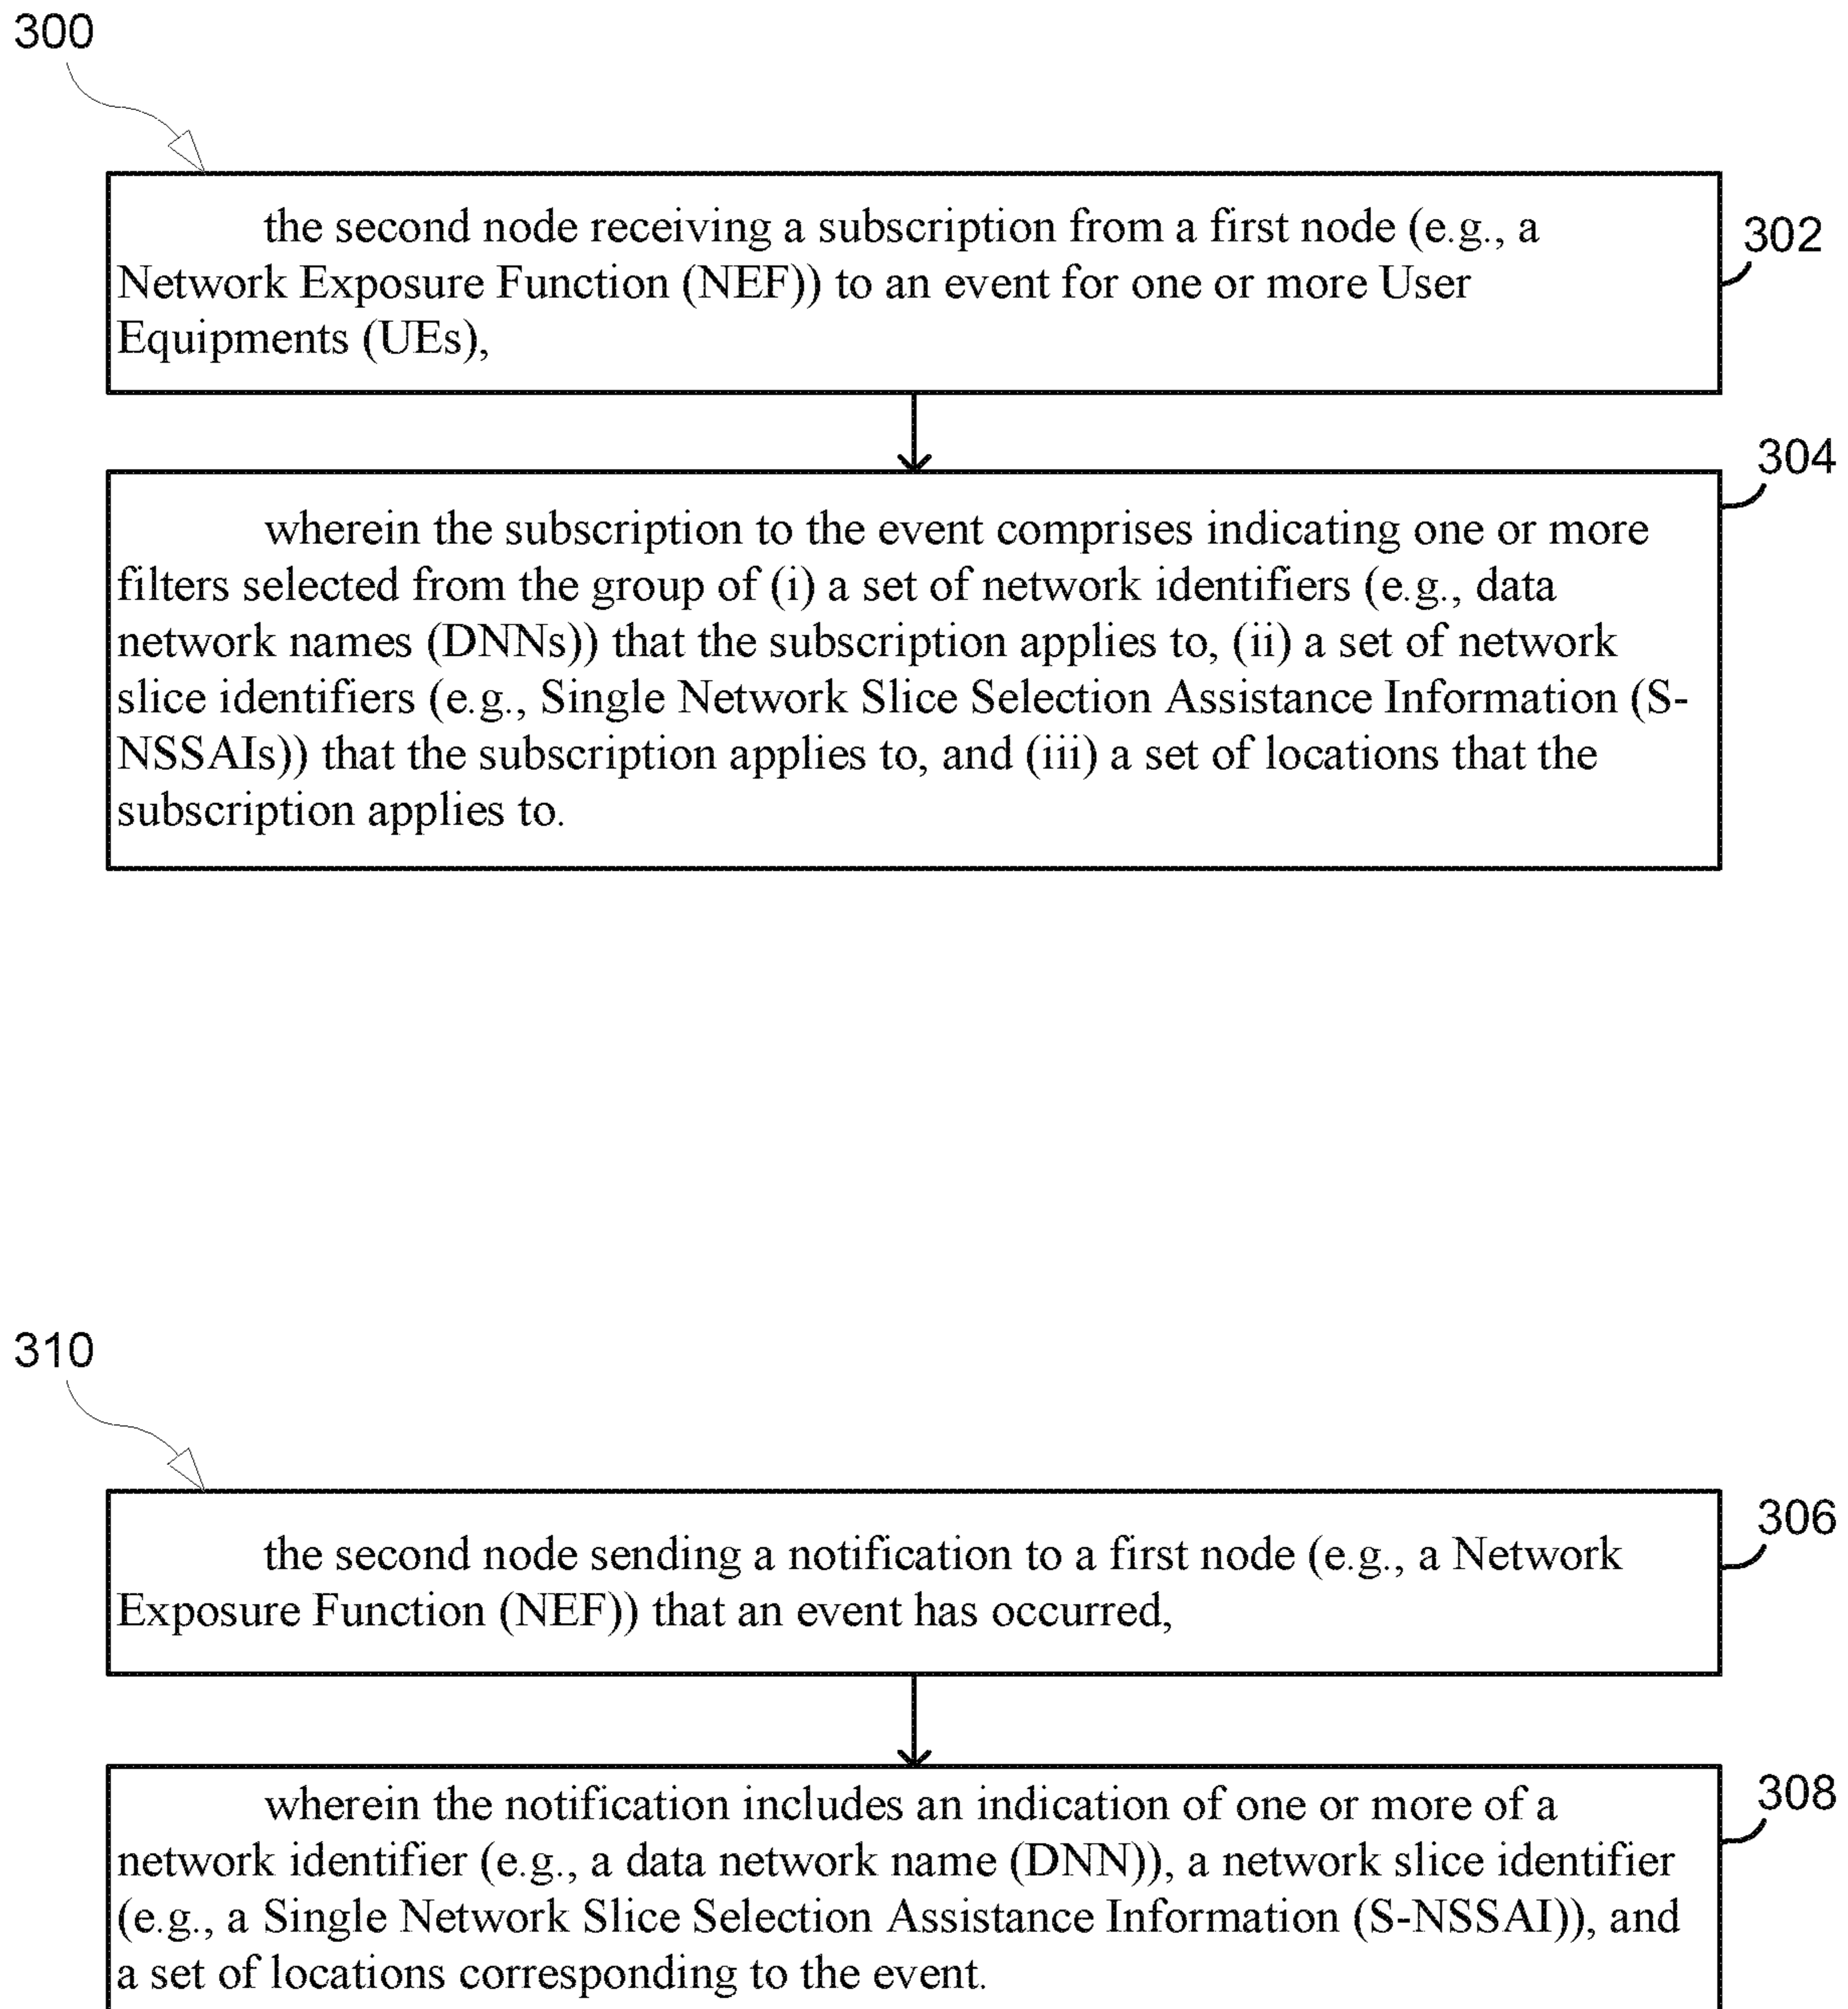 300
the second node receiving a subscription from a first node (e.g., a
Network Exposure Function (NEF)) to an event for one or more User
Equipments (UEs),
302
304
wherein the subscription to the event comprises indicating one or more
filters selected from the group of (i) a set of network identifiers (e.g., data
network names (DNNs)) that the subscription applies to, (ii) a set of network
slice identifiers (e.g., Single Network Slice Selection Assistance Information (S-
NSSAIs)) that the subscription applies to, and (iii) a set of locations that the
subscription applies to.
310
306
the second node sending a notification to a first node (e.g., a Network
Exposure Function (NEF)) that an event has occurred,
308
wherein the notification includes an indication of one or more of a
network identifier (e.g., a data network name (DNN)), a network slice identifier
(e.g., a Single Network Slice Selection Assistance Information (S-NSSAI)), and
a set of locations corresponding to the event.